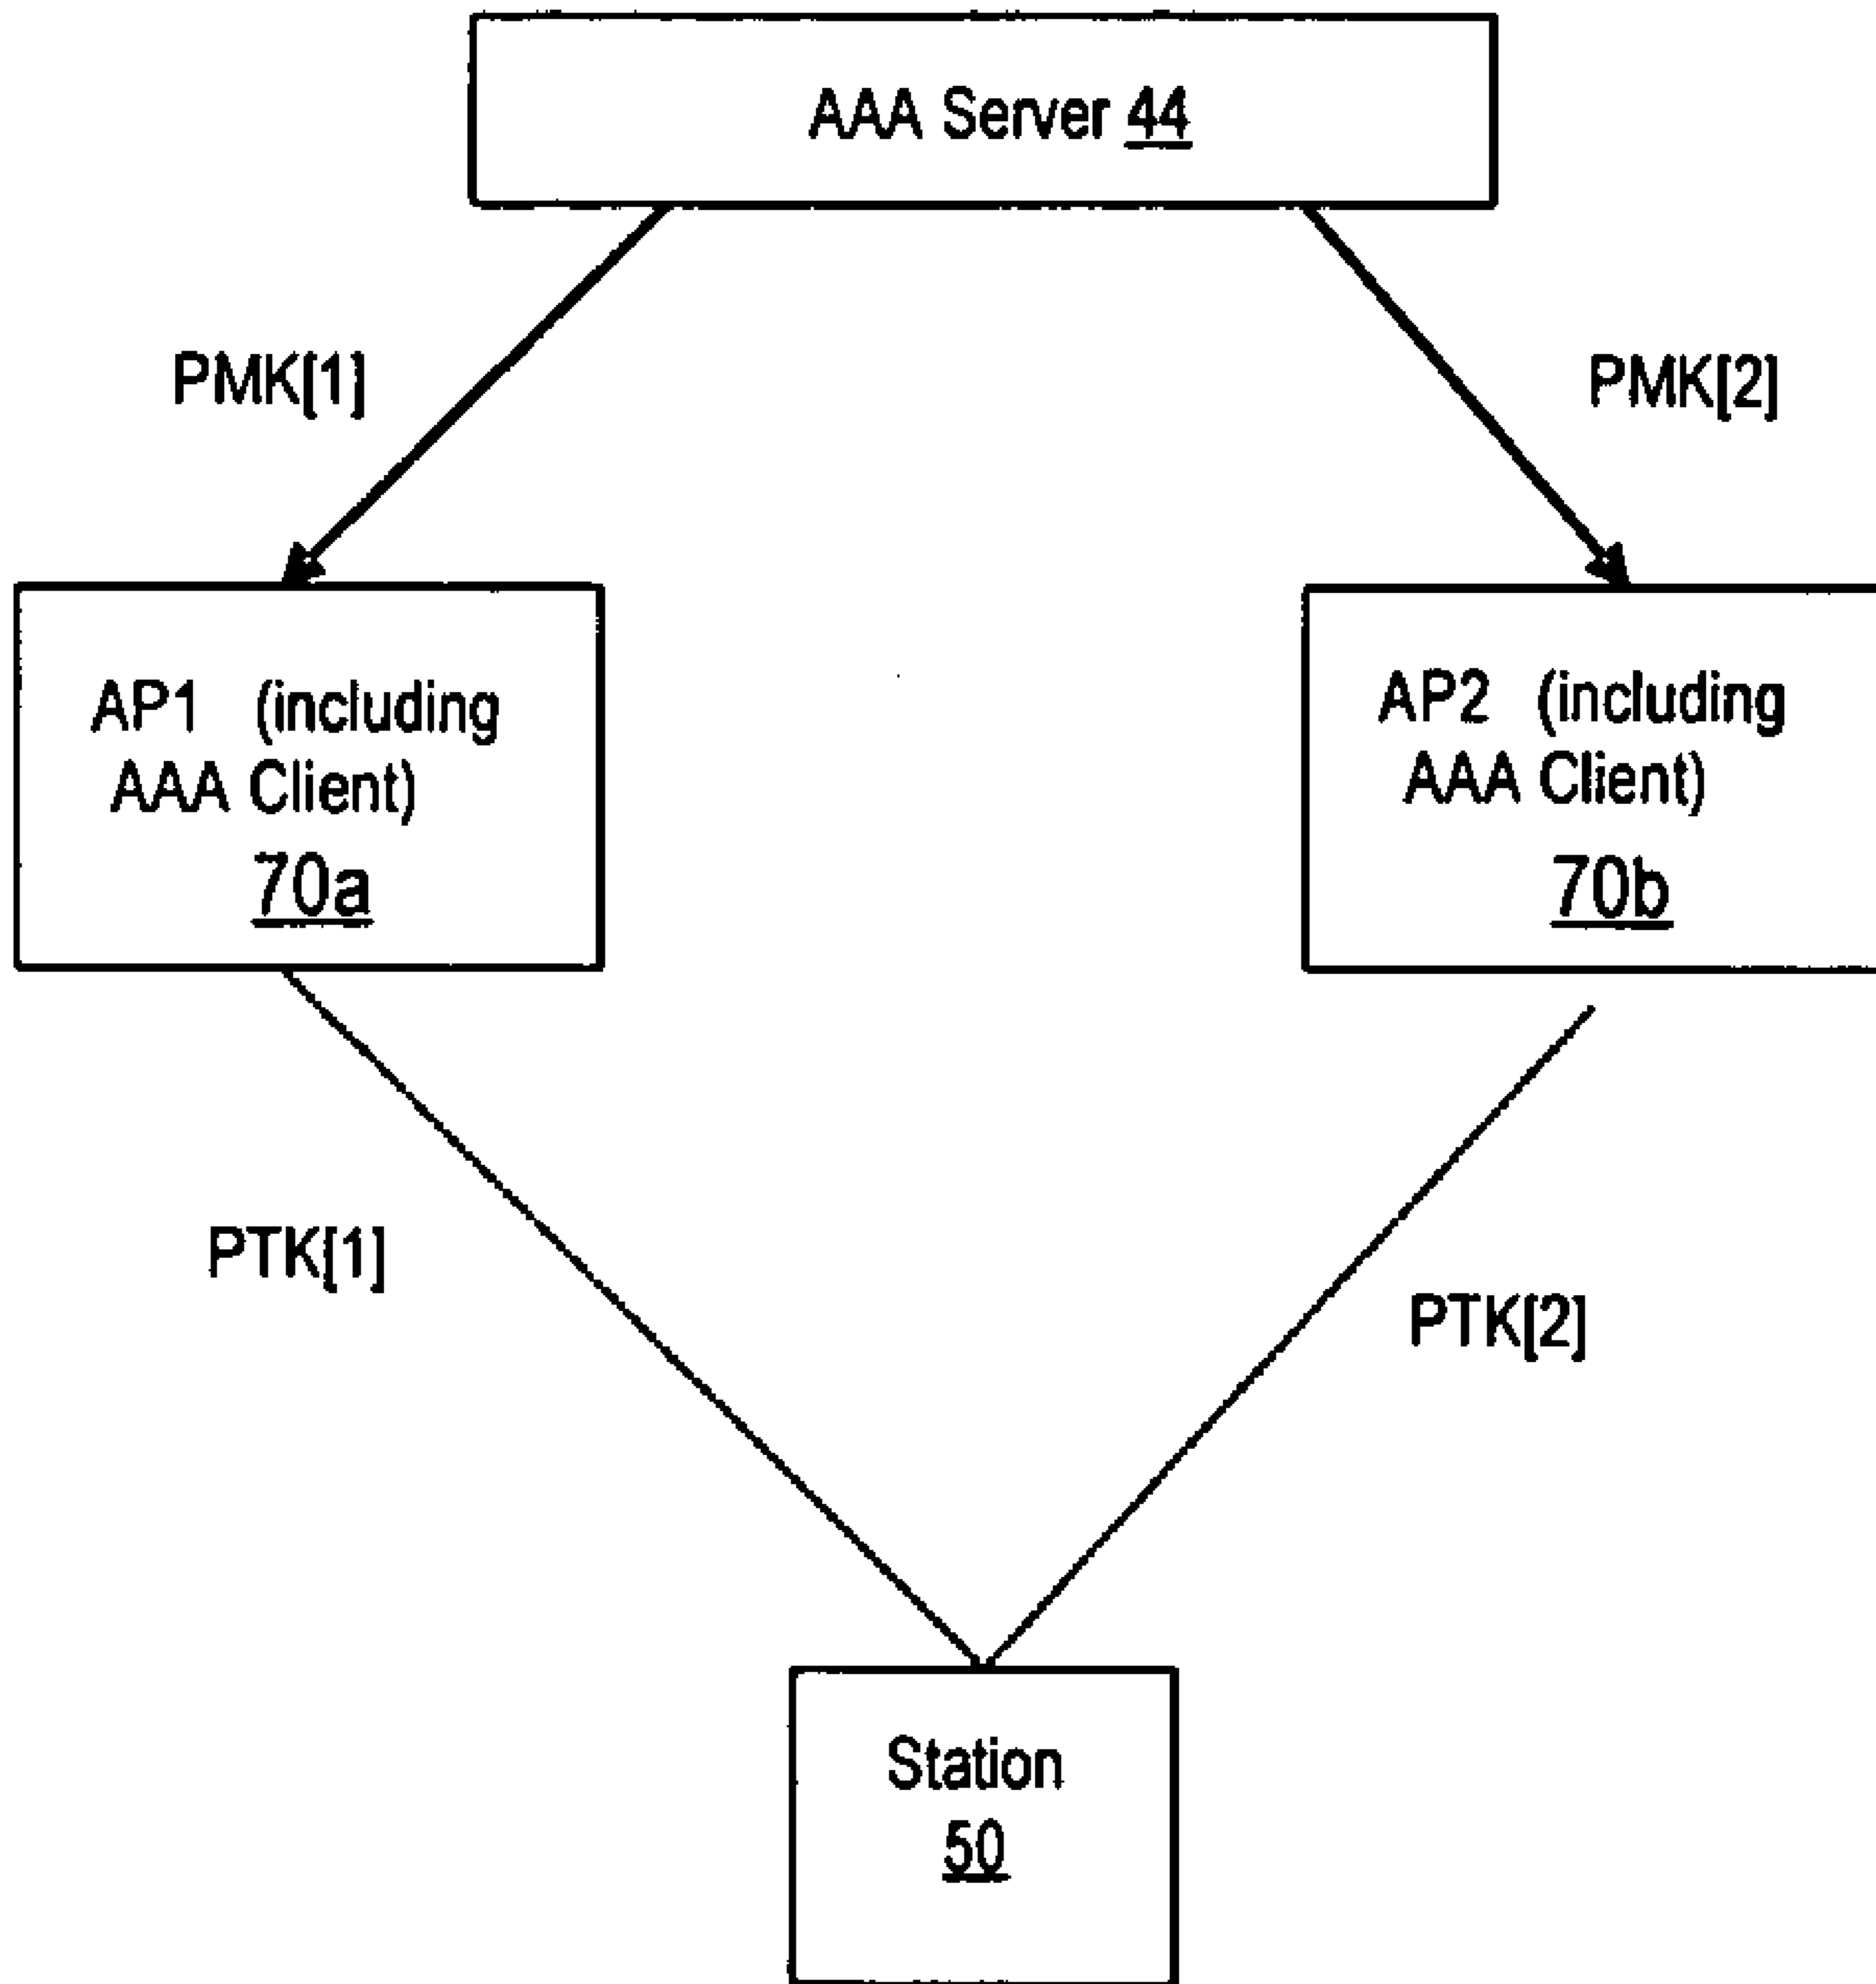 AAA Server 44
PMK[1]
PMK[2]
AP1 (including
AAA Client)
70a
AP2 (including
AAA Client)
70b
PTK[1]
PTK[2]
Station
50